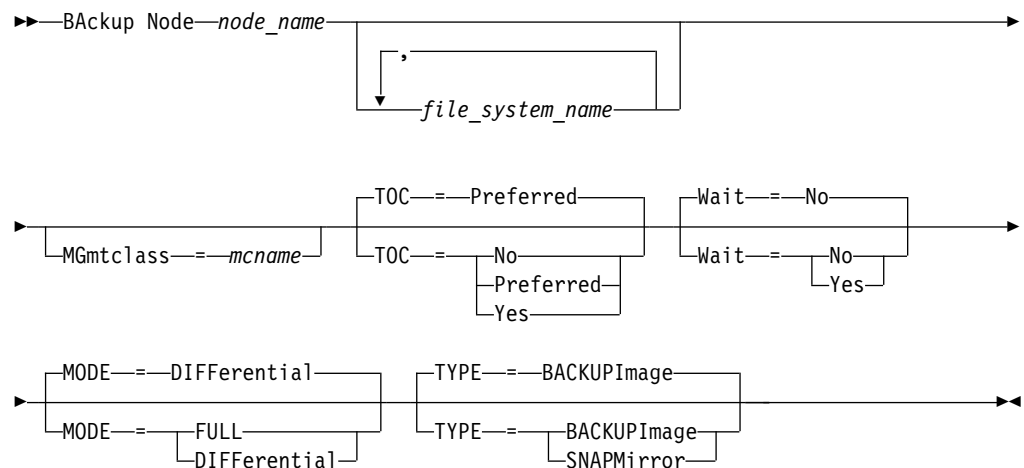 BAckup Node node_name
,
file_system_name
TOC = Preferred Wait = No
MGmtclass = mcname TOC = No Wait = No
Preferred Yes
Yes
MODE = DIFFerential TYPE = BACKUPImage
MODE = FULL TYPE = BACKUPImage
DIFFerential SNAPMirror